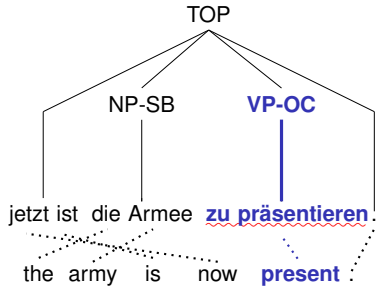 TOP
NP-SB VP-OC
jetzt ist die Armee zu präsentieren .
the army is now present .